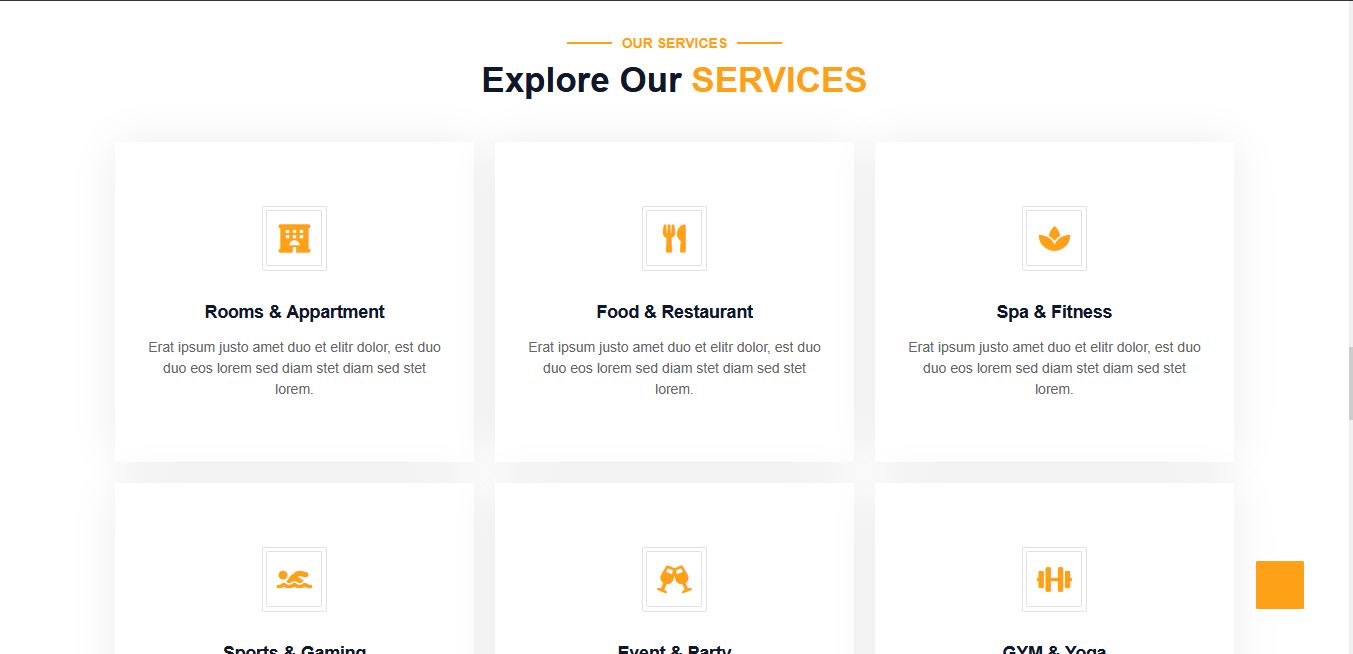 OUR SERVICES
Explore Our SERVICES
Rooms & Appartment
Erat ipsum justo amet duo et elitr dolor, est duo
duo eos lorem sed diam stet diam sed stet
lorem.
Food & Restaurant
Erat ipsum justo amet duo et elitr dolor, est duo
duo eos lorem sed diam stet diam sed stet
lorem.
Spa & Fitness
Erat ipsum justo amet duo et elitr dolor, est duo
duo eos lorem sed diam stet diam sed stet
lorem.
Sports & Gaming
Event & Party
GYM & Yoga